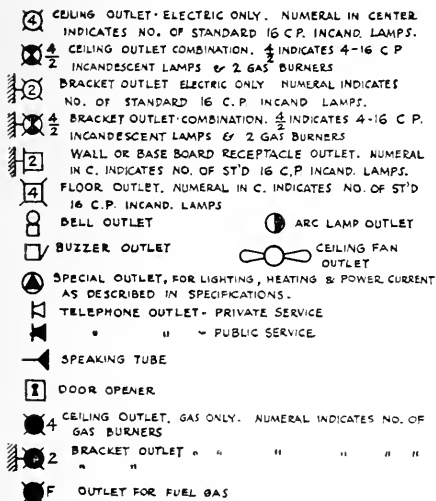 4 CEILING OUTLET·ELECTRIC ONLY. NUMERAL IN CENTER
INDICATES NO. OF STANDARD 16 C.P. INCAND. LAMPS.
4/2 CEILING OUTLET COMBINATION. 4/2 INDICATES 4-16 C P
INCANDESCENT LAMPS & 2 GAS BURNERS
2 BRACKET OUTLET ELECTRIC ONLY NUMERAL INDICATES
NO. OF STANDARD 16 C.P. INCAND LAMPS.
4/2 BRACKET OUTLET·COMBINATION. 4/2 INDICATES 4-16 C P.
INCANDESCENT LAMPS & 2 GAS BURNERS
2 WALL OR BASE BOARD RECEPTACLE OUTLET. NUMERAL
IN C. INDICATES NO. OF ST'D 16 C.P INCAND. LAMPS.
4 FLOOR OUTLET. NUMERAL IN C. INDICATES NO. OF ST'D
16 C.P. INCAND. LAMPS
BELL OUTLET ARC LAMP OUTLET
BUZZER OUTLET CEILING FAN
OUTLET
SPECIAL OUTLET, FOR LIGHTING, HEATING & POWER CURRENT
AS DESCRIBED IN SPECIFICATIONS.
TELEPHONE OUTLET - PRIVATE SERVICE
" " - PUBLIC SERVICE
SPEAKING TUBE
DOOR OPENER
4 CEILING OUTLET. GAS ONLY. NUMERAL INDICATES NO. OF
GAS BURNERS
2 BRACKET OUTLET " " " " " "
" "
F OUTLET FOR FUEL GAS